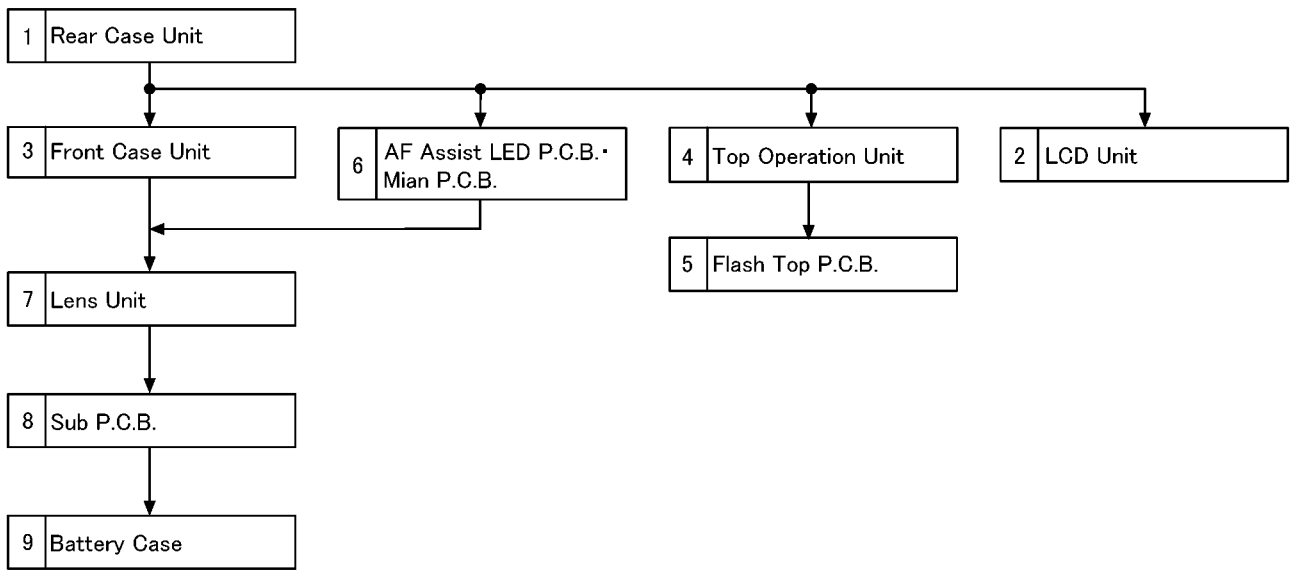 1 Rear Case Unit
3 Front Case Unit
6 AF Assist LED P.C.B.・
Mian P.C.B.
4 Top Operation Unit
2 LCD Unit
5 Flash Top P.C.B.
7 Lens Unit
8 Sub P.C.B.
9 Battery Case